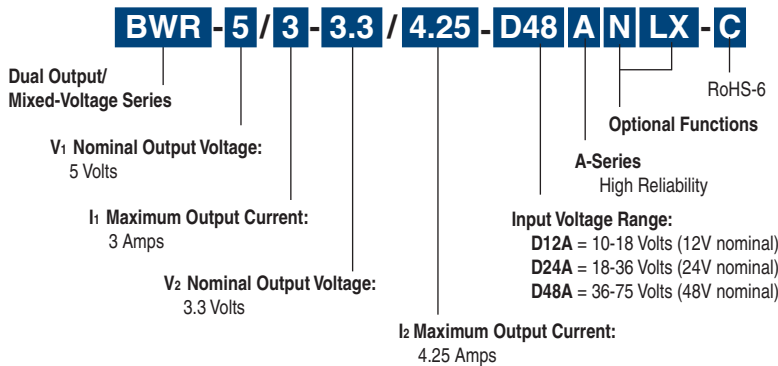 BWR - 5 / 3 - 3.3 / 4.25 - D48 A N LX - C
Dual Output/
Mixed-Voltage Series
RoHS-6
Optional Functions
V1 Nominal Output Voltage:
5 Volts
A-Series
High Reliability
I1 Maximum Output Current:
3 Amps
Input Voltage Range:
D12A = 10-18 Volts (12V nominal)
D24A = 18-36 Volts (24V nominal)
D48A = 36-75 Volts (48V nominal)
V2 Nominal Output Voltage:
3.3 Volts
I2 Maximum Output Current:
4.25 Amps